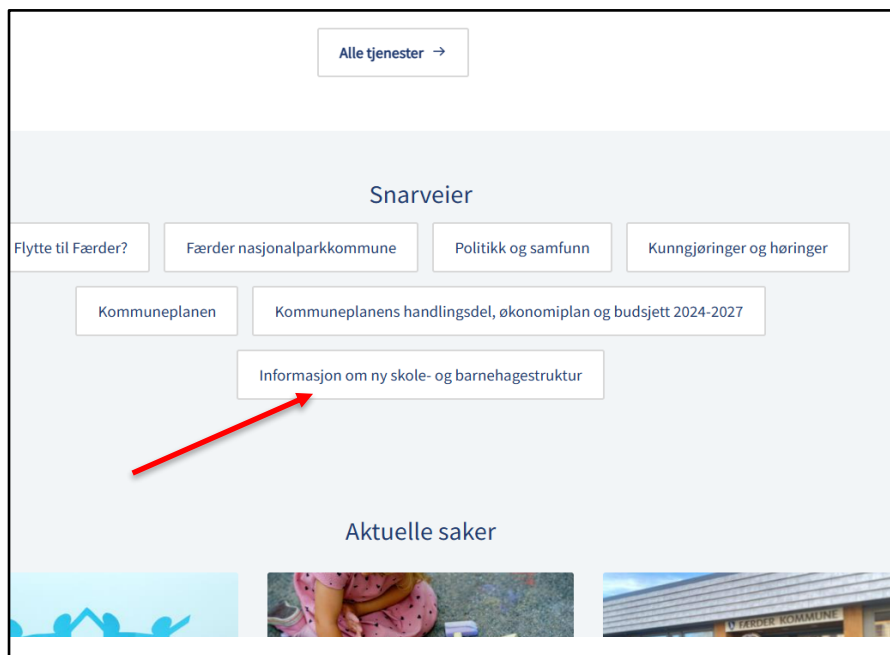 Alle tjenester →
Snarveier
Flytte til Færder?
Færder nasjonalparkkommune
Politikk og samfunn
Kunngjøringer og høringer
Kommuneplanen
Kommuneplanens handlingsdel, økonomiplan og budsjett 2024-2027
Informasjon om ny skole- og barnehagestruktur
Aktuelle saker
FÆRDER KOMMUNE